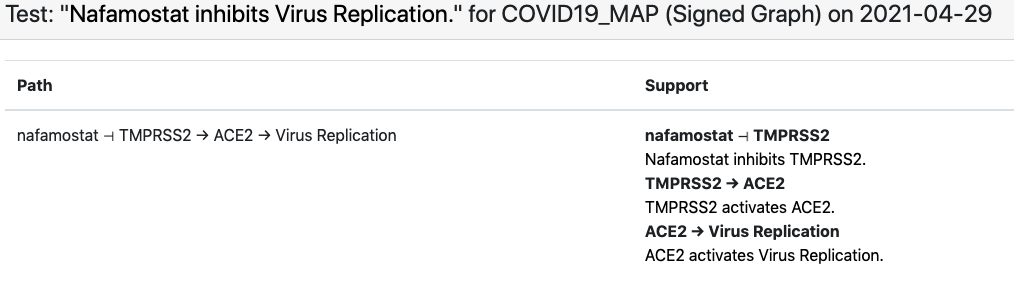 Test: "Nafamostat inhibits Virus Replication." for COVID19_MAP (Signed Graph) on 2021-04-29
Path Support
nafamostat ⊣ TMPRSS2 → ACE2 → Virus Replication
nafamostat ⊣ TMPRSS2
Nafamostat inhibits TMPRSS2.
TMPRSS2 → ACE2
TMPRSS2 activates ACE2.
ACE2 → Virus Replication
ACE2 activates Virus Replication.